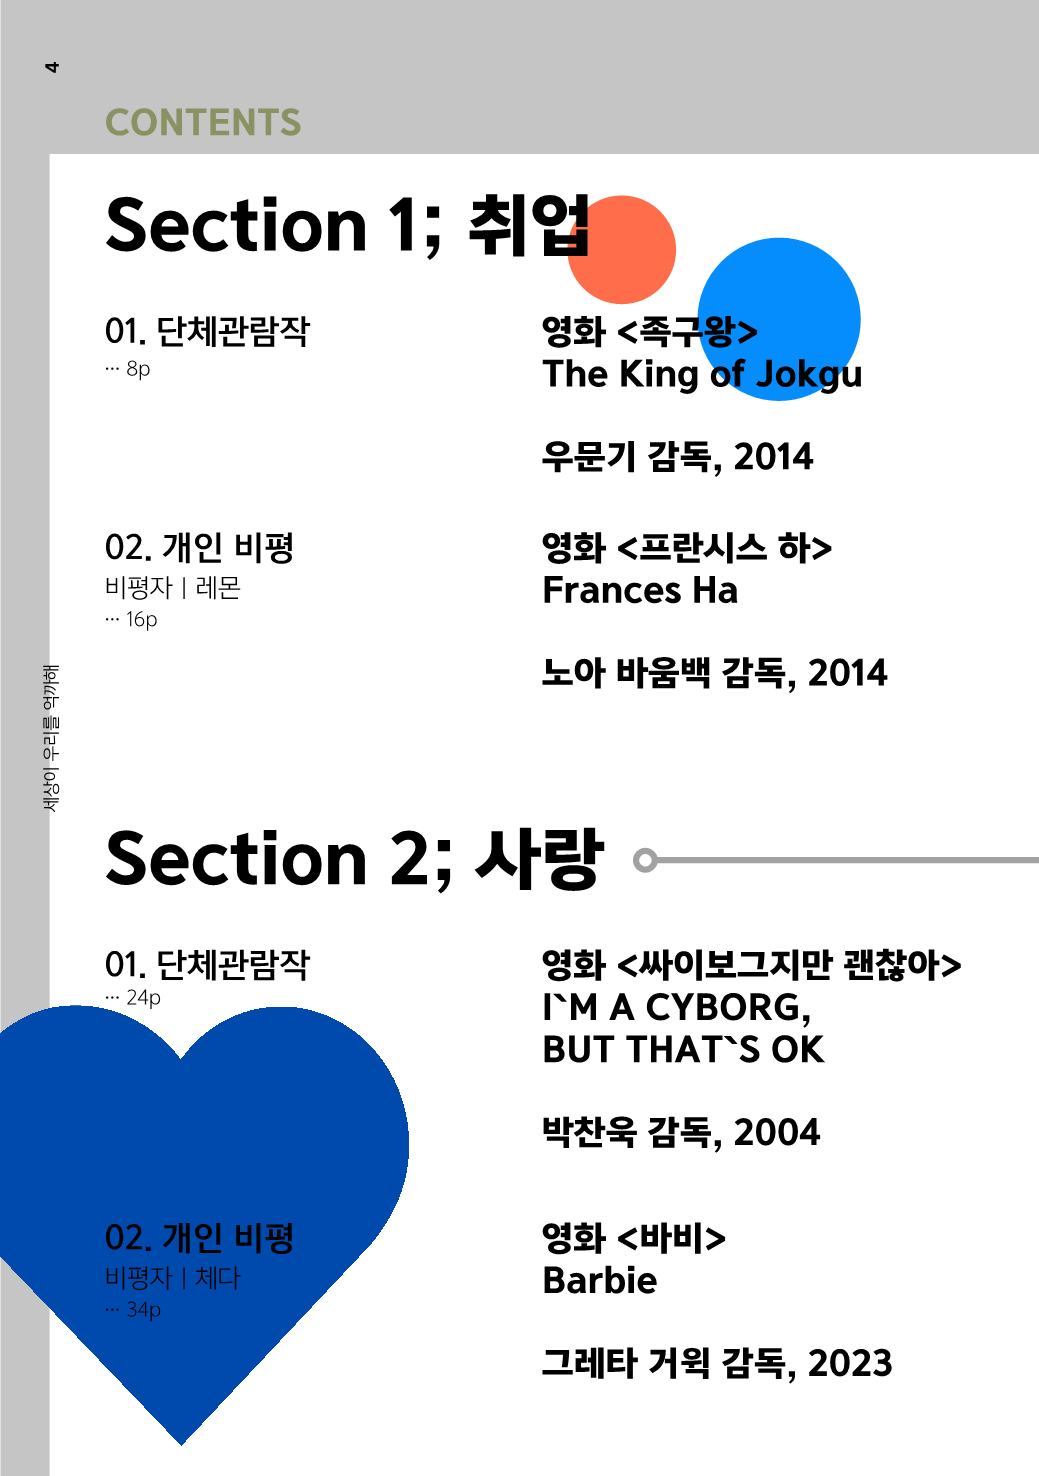 4
CONTENTS
Section 1; 취업
01. 단체관람작
... 8p
영화 <족구왕>
The King of Jokgu
우문기 감독, 2014
02. 개인 비평
비평자 | 레몬
... 16p
영화 <프란시스 하>
Frances Ha
노아 바움백 감독, 2014
세상이 우리를 억까해
Section 2; 사랑
01. 단체관람작
... 24p
영화 <싸이보그지만 괜찮아>
I`M A CYBORG,
BUT THAT`S OK
박찬욱 감독, 2004
02. 개인 비평
비평자 | 체다
... 34p
영화 <바비>
Barbie
그레타 거윅 감독, 2023